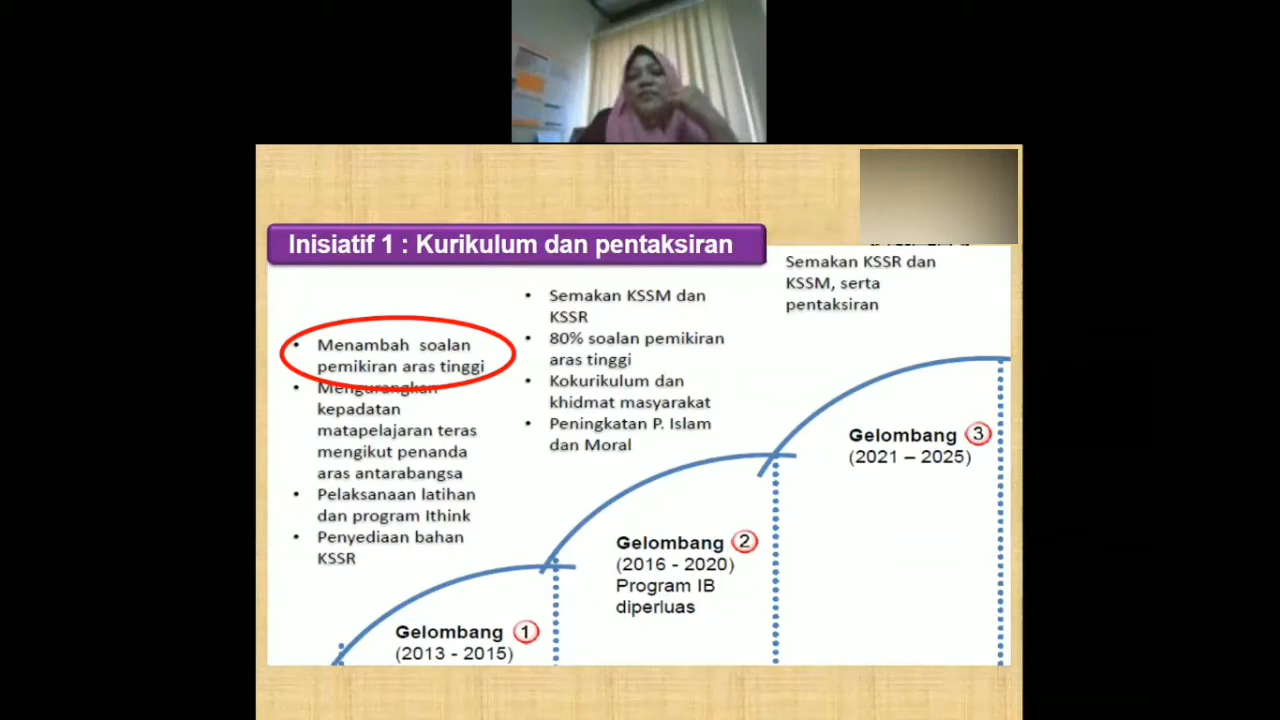 Inisiatif 1 : Kurikulum dan pentaksiran
• Menambah soalan
pemikiran aras tinggi
• Mengurangkan
kepadatan
matapelajaran teras
mengikut penanda
aras antarabangsa
• Pelaksanaan latihan
dan program Ithink
• Penyediaan bahan
KSSR
Gelombang 1
(2013 - 2015)
• Semakan KSSM dan
KSSR
• 80% soalan pemikiran
aras tinggi
• Kokurikulum dan
khidmat masyarakat
• Peningkatan P. Islam
dan Moral
Gelombang 2
(2016 - 2020)
Program IB
diperluas
Semakan KSSR dan
KSSM, serta
pentaksiran
Gelombang 3
(2021 – 2025)